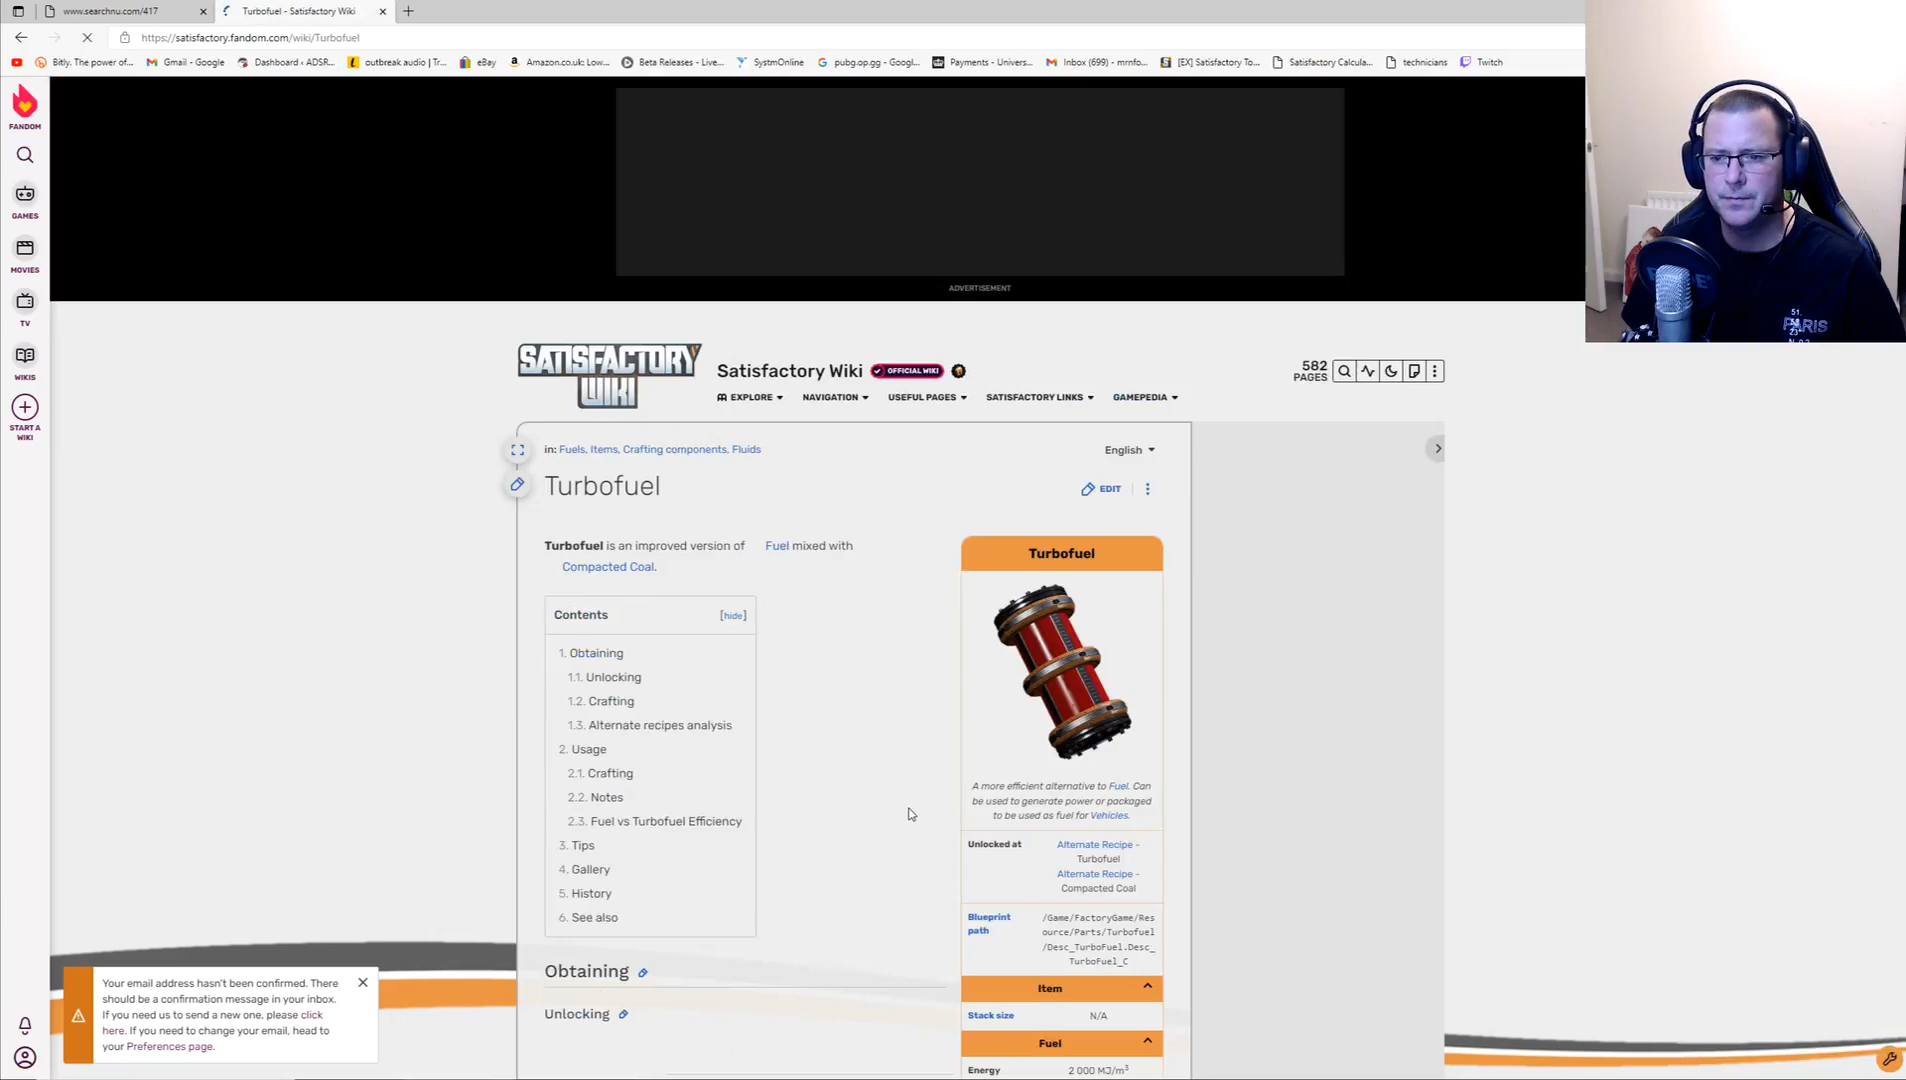 www.searchnu.com/417
Turbofuel - Satisfactory Wiki
https://satisfactory.fandom.com/wiki/Turbofuel
Bitly. The power of...
Gmail - Google
Dashboard ‹ ADSR...
outbreak audio | Tr...
eBay
Amazon.co.uk: Low...
Beta Releases - Live...
SystmOnline
pubg.op.gg - Googl...
Payments - Univers...
Inbox (699) - mrnfo...
[EX] Satisfactory To...
Satisfactory Calcula...
technicians
Twitch
FANDOM
GAMES
MOVIES
TV
WIKIS
START A
WIKI
ADVERTISEMENT
SATISFACTORY
WIKI
Satisfactory Wiki
OFFICIAL WIKI
582
PAGES
EXPLORE
NAVIGATION
USEFUL PAGES
SATISFACTORY LINKS
GAMEPEDIA
in: Fuels, Items, Crafting components, Fluids
English
Turbofuel
EDIT
Turbofuel is an improved version of Fuel mixed with
Compacted Coal.
Contents [hide]
1. Obtaining
1.1. Unlocking
1.2. Crafting
1.3. Alternate recipes analysis
2. Usage
2.1. Crafting
2.2. Notes
2.3. Fuel vs Turbofuel Efficiency
3. Tips
4. Gallery
5. History
6. See also
Obtaining
Unlocking
Turbofuel
A more efficient alternative to Fuel. Can
be used to generate power or packaged
to be used as fuel for Vehicles.
Unlocked at
Alternate Recipe -
Turbofuel
Alternate Recipe -
Compacted Coal
Blueprint
path
/Game/FactoryGame/Res
ource/Parts/Turbofuel
/Desc_TurboFuel.Desc_
TurboFuel_C
Item
Stack size N/A
Fuel
Energy 2 000 MJ/m³
Your email address hasn't been confirmed. There
should be a confirmation message in your inbox.
If you need us to send a new one, please click
here. If you need to change your email, head to
your Preferences page.
PARIS